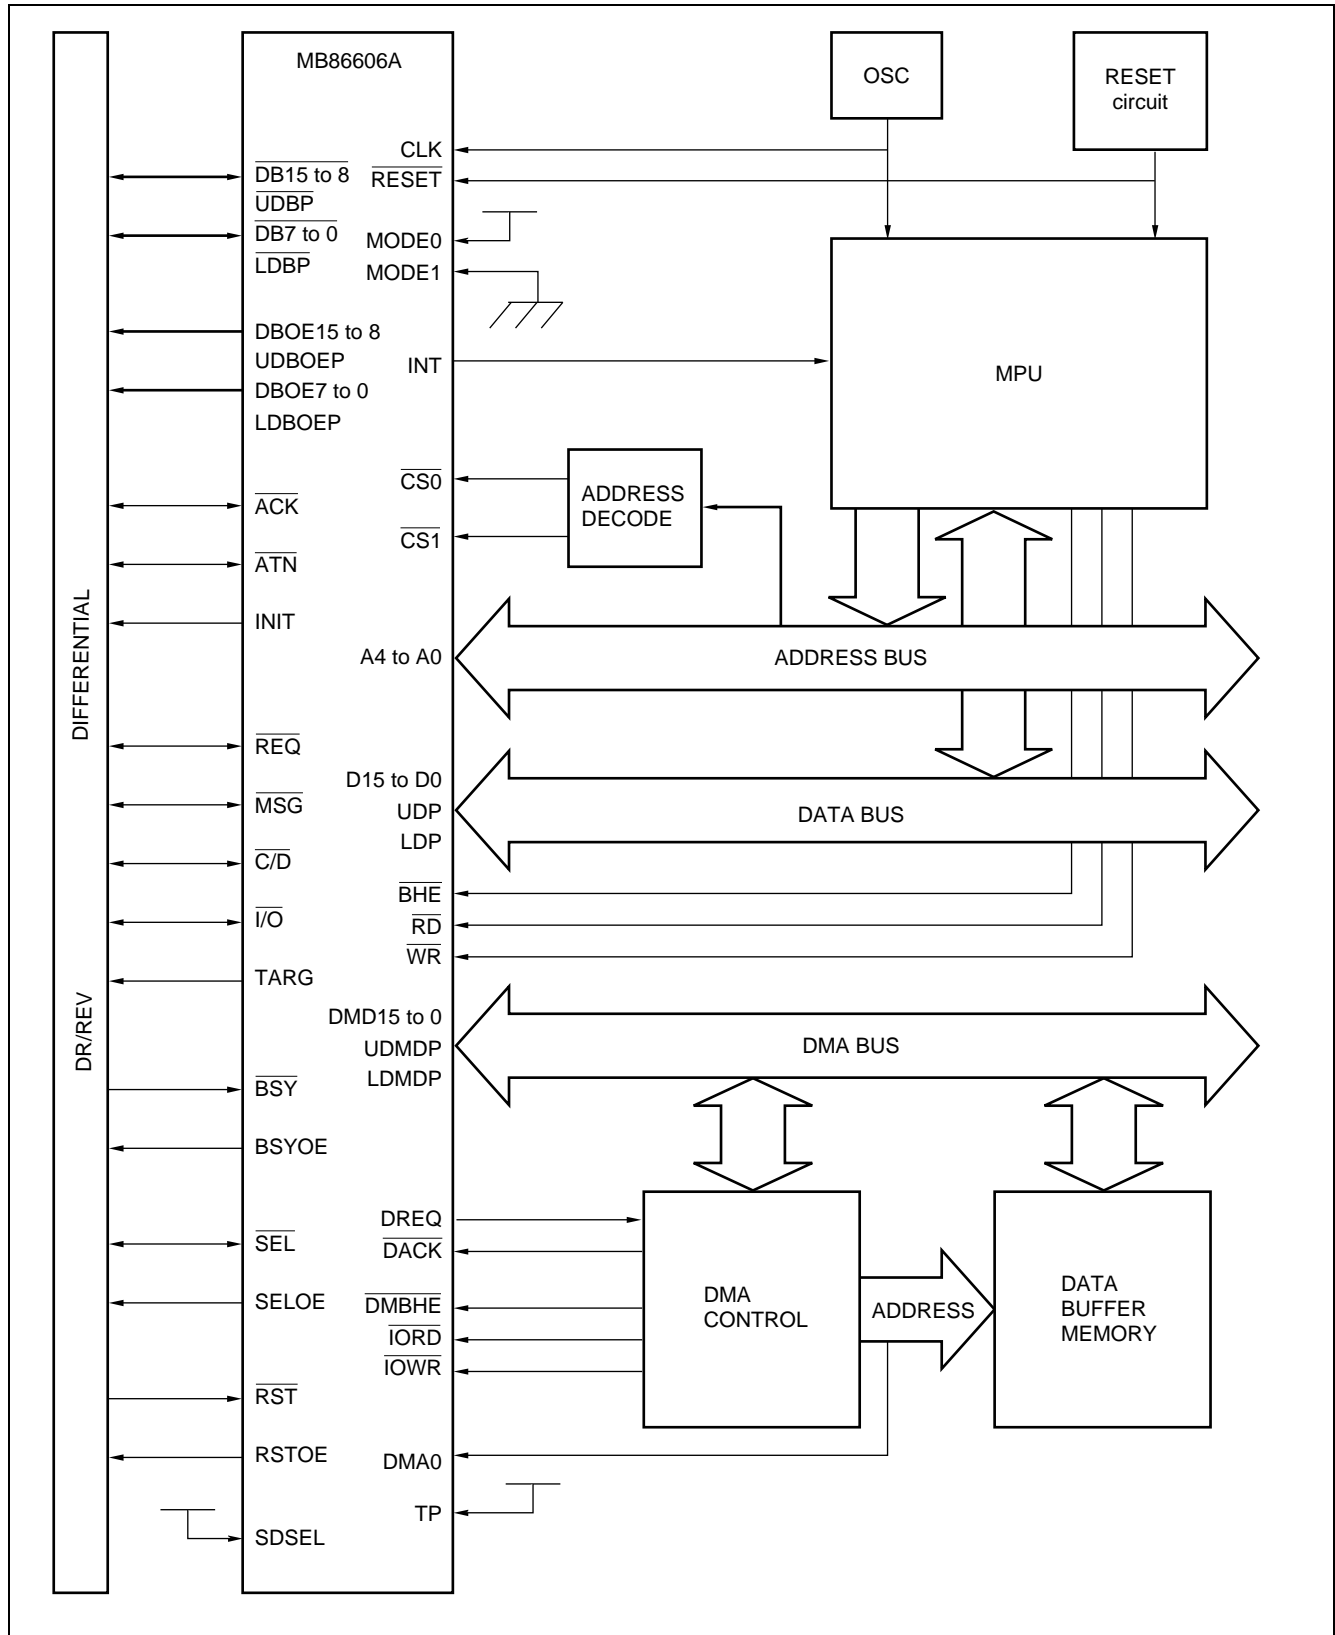 MB86606A
OSC
RESET
circuit
CLK
RESET
DB15 to 8
UDBP
DB7 to 0
LDBP
MODE0
MODE1
DBOE15 to 8
UDBOEP
DBOE7 to 0
LDBOEP
INT
MPU
CS0
CS1
ADDRESS
DECODE
ACK
ATN
INIT
A4 to A0
ADDRESS BUS
DIFFERENTIAL
DR/REV
REQ
MSG
C/D
I/O
TARG
D15 to D0
UDP
LDP
DATA BUS
BHE
RD
WR
DMD15 to 0
UDMDP
LDMDP
DMA BUS
BSY
BSYOE
SEL
SELOE
RST
RSTOE
SDSEL
DREQ
DACK
DMBHE
IORD
IOWR
DMA0
TP
DMA
CONTROL
ADDRESS
DATA
BUFFER
MEMORY